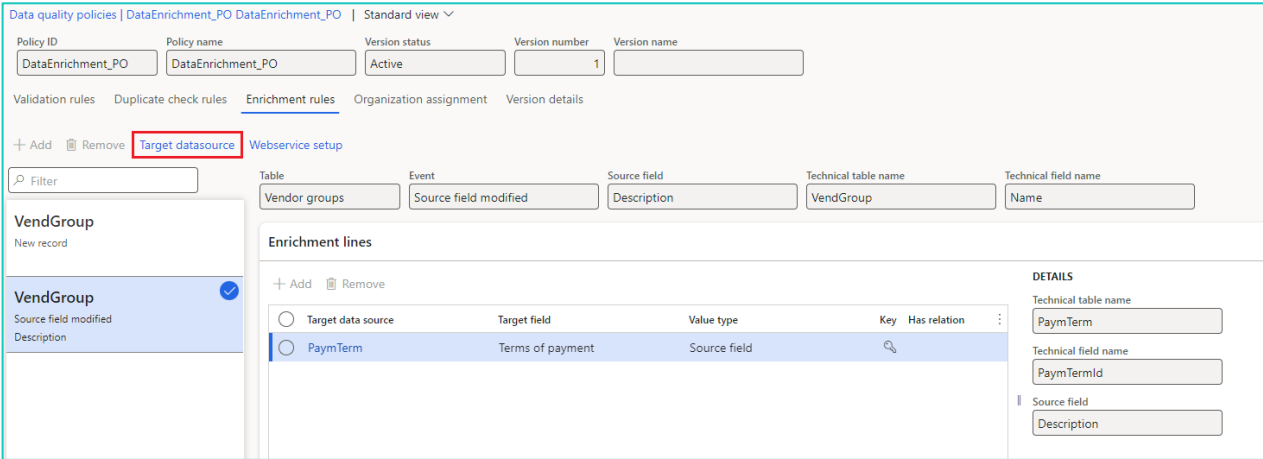 Data quality policies | DataEnrichment_PO DataEnrichment_PO | Standard view
Policy ID Policy name Version status Version number Version name
DataEnrichment_PO DataEnrichment_PO Active 1
Validation rules Duplicate check rules Enrichment rules Organization assignment Version details
+ Add Remove Target datasource Webservice setup
Filter
Table Event Source field Technical table name Technical field name
Vendor groups Source field modified Description VendGroup Name
VendGroup
New record
VendGroup
Source field modified
Description
Enrichment lines
+ Add Remove
Target data source Target field Value type Key Has relation
PaymTerm Terms of payment Source field
DETAILS
Technical table name
PaymTerm
Technical field name
PaymTermId
Source field
Description